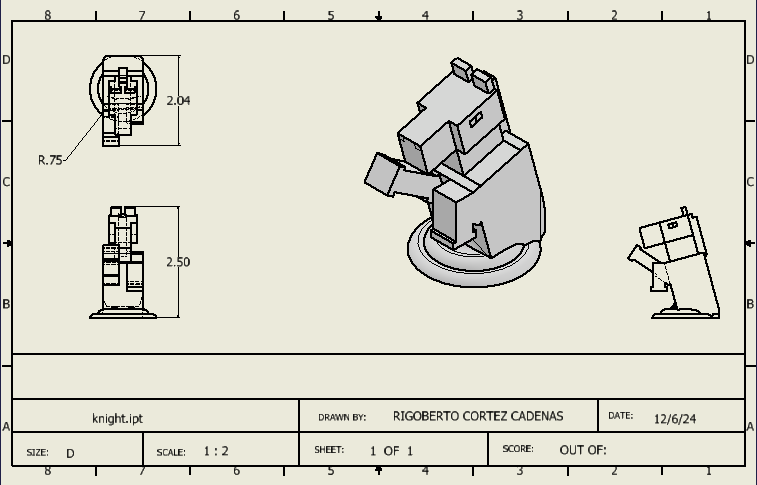 8 7 6 5 4 3 2 1
D D
2.04
R.75
C C
2.50
B B
knight.ipt
DRAWN BY: RIGOBERTO CORTEZ CADENAS
DATE: 12/6/24
A A
SIZE: D
SCALE: 1 : 2
SHEET: 1 OF 1
SCORE: OUT OF:
8 7 6 5 4 3 2 1